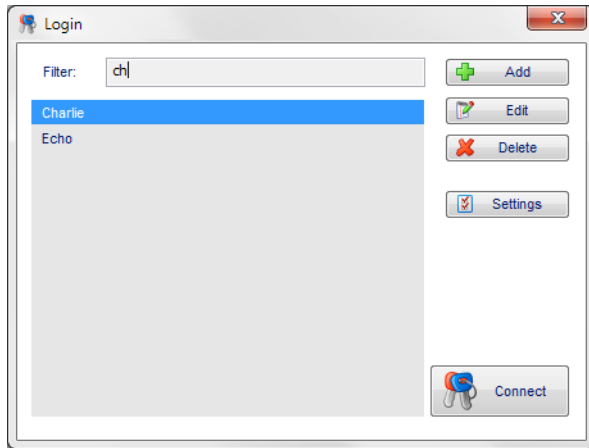 Login
Filter: ch
Add
Charlie
Edit
Echo
Delete
Settings
Connect